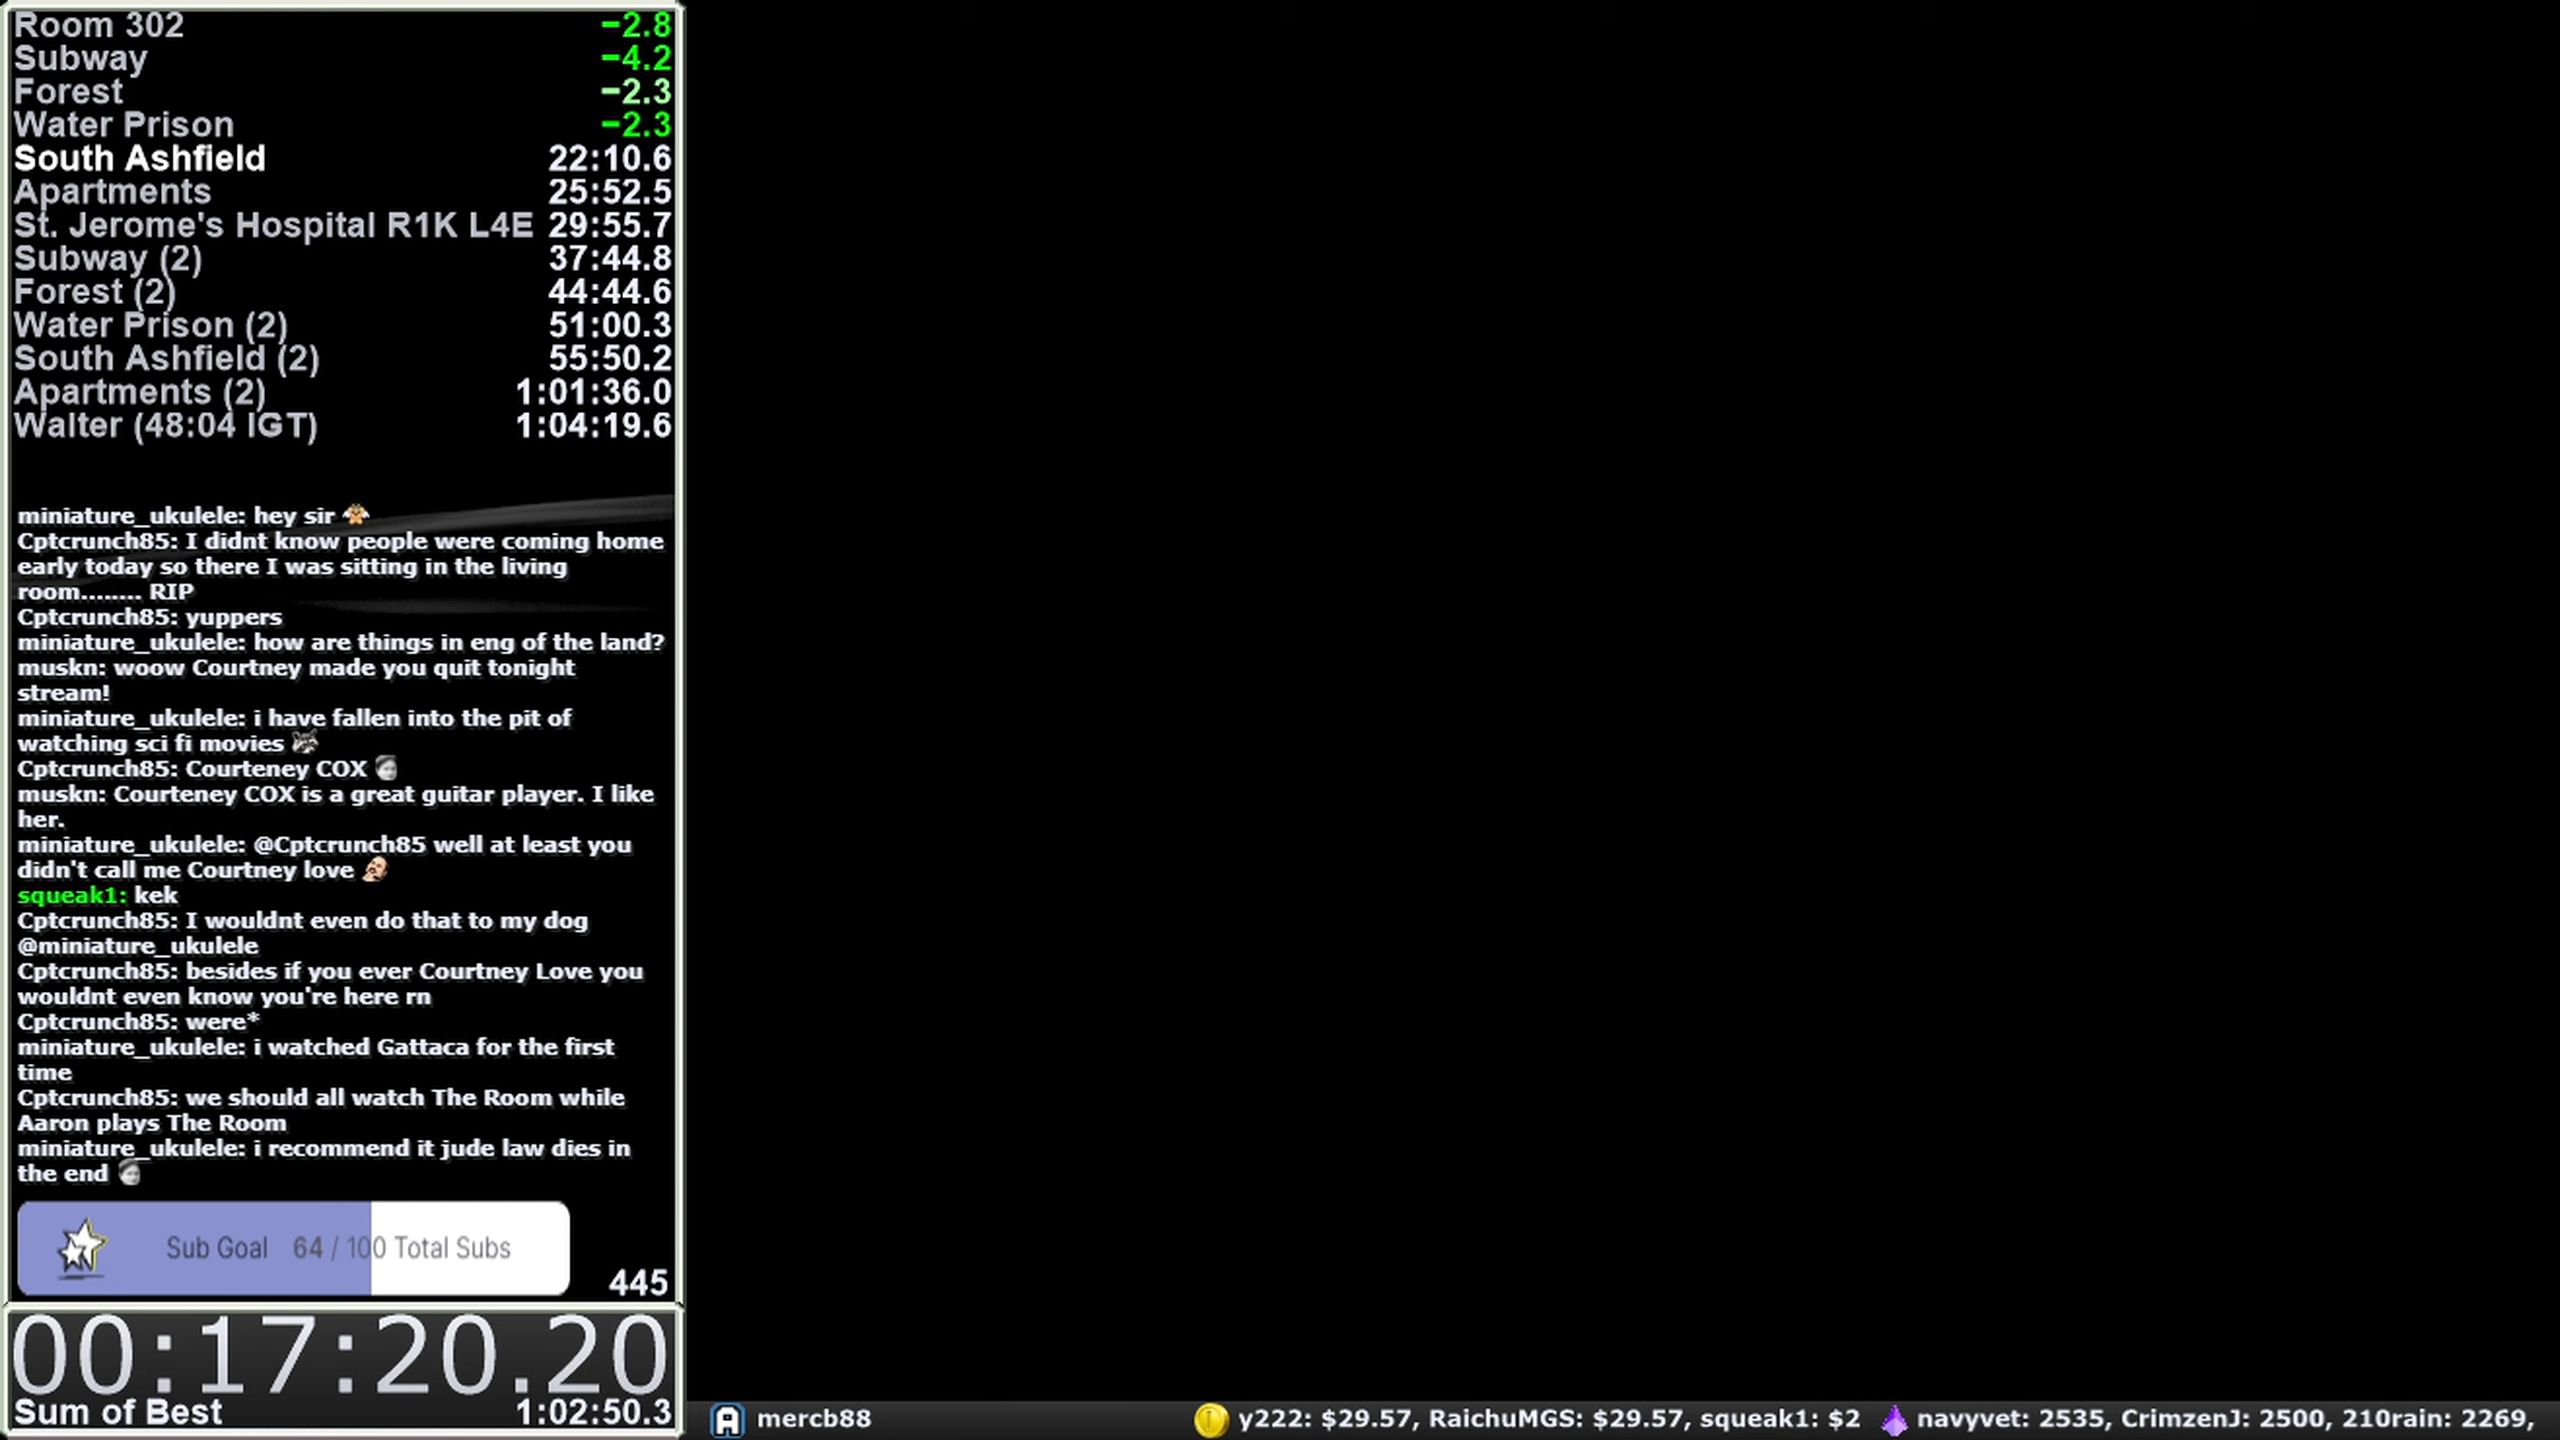 Room 302 −2.8
Subway −4.2
Forest −2.3
Water Prison −2.3
South Ashfield 22:10.6
Apartments 25:52.5
St. Jerome's Hospital R1K L4E 29:55.7
Subway (2) 37:44.8
Forest (2) 44:44.6
Water Prison (2) 51:00.3
South Ashfield (2) 55:50.2
Apartments (2) 1:01:36.0
Walter (48:04 IGT) 1:04:19.6
miniature_ukulele: hey sir
Cptcrunch85: I didnt know people were coming home
early today so there I was sitting in the living
room........ RIP
Cptcrunch85: yuppers
miniature_ukulele: how are things in eng of the land?
muskn: woow Courtney made you quit tonight
stream!
miniature_ukulele: i have fallen into the pit of
watching sci fi movies
Cptcrunch85: Courteney COX
muskn: Courteney COX is a great guitar player. I like
her.
miniature_ukulele: @Cptcrunch85 well at least you
didn't call me Courtney love
squeak1: kek
Cptcrunch85: I wouldnt even do that to my dog
@miniature_ukulele
Cptcrunch85: besides if you ever Courtney Love you
wouldnt even know you're here rn
Cptcrunch85: were*
miniature_ukulele: i watched Gattaca for the first
time
Cptcrunch85: we should all watch The Room while
Aaron plays The Room
miniature_ukulele: i recommend it jude law dies in
the end
Sub Goal 64 / 100 Total Subs
445
00:17:20.20
Sum of Best 1:02:50.3
mercb88 y222: $29.57, RaichuMGS: $29.57, squeak1: $2 navyvet: 2535, CrimzenJ: 2500, 210rain: 2269,